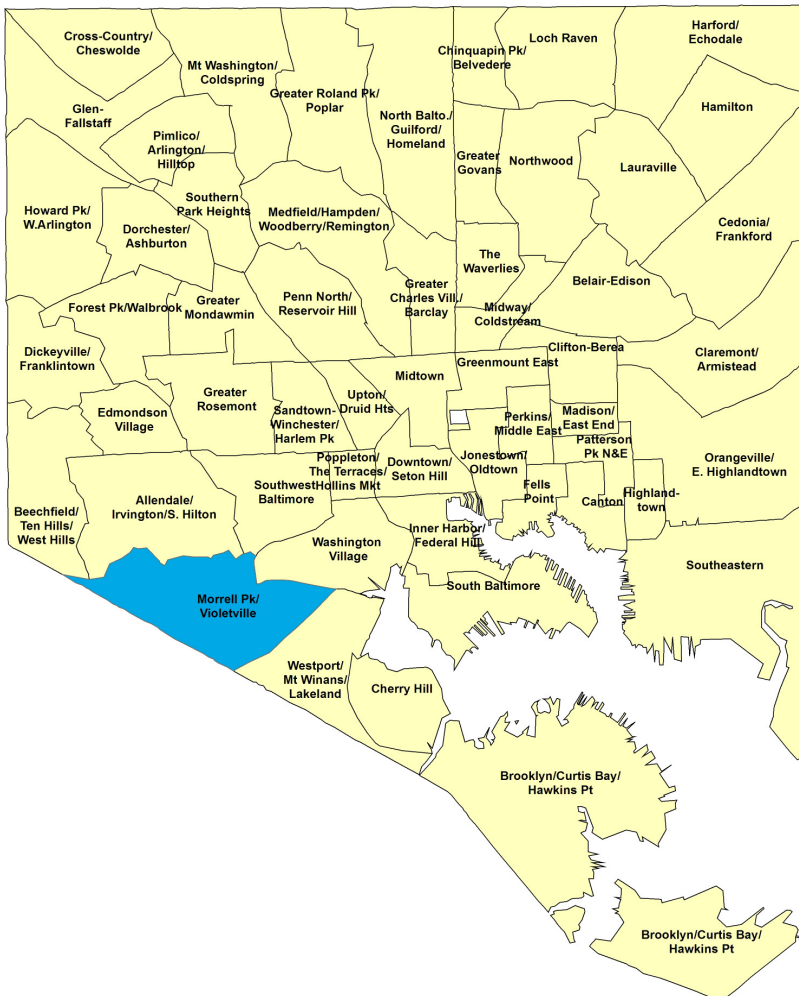 Cross-Country/
Cheswolde
Mt Washington/
Coldspring
Greater Roland Pk/
Poplar
Chinquapin Pk/
Belvedere
Loch Raven
Harford/
Echodale
Glen-
Fallstaff
Pimlico/
Arlington/
Hilltop
North Balto./
Guilford/
Homeland
Greater
Govans
Northwood
Lauraville
Hamilton
Howard Pk/
W.Arlington
Dorchester/
Ashburton
Southern
Park Heights
Medfield/Hampden/
Woodberry/Remington
The
Waverlies
Cedonia/
Frankford
Belair-Edison
Forest Pk/Walbrook
Greater
Mondawmin
Penn North/
Reservoir Hill
Greater
Charles Vill./
Barclay
Midway/
Coldstream
Dickeyville/
Franklintown
Greater
Rosemont
Upton/
Druid Hts
Midtown
Greenmount East
Clifton-Berea
Claremont/
Armistead
Edmondson
Village
Sandtown-
Winchester/
Harlem Pk
Perkins/
Middle East
Madison/
East End
Patterson
Pk N&E
Southwest
Baltimore
Poppleton/
The Terraces/
Hollins Mkt
Downtown/
Seton Hill
Jonestown/
Oldtown
Fells
Point
Canton
Highland-
town
Orangeville/
E. Highlandtown
Beechfield/
Ten Hills/
West Hills
Allendale/
Irvington/S. Hilton
Washington
Village
Inner Harbor/
Federal Hill
Southeastern
Morrell Pk/
Violetville
South Baltimore
Westport/
Mt Winans/
Lakeland
Cherry Hill
Brooklyn/Curtis Bay/
Hawkins Pt
Brooklyn/Curtis Bay/
Hawkins Pt